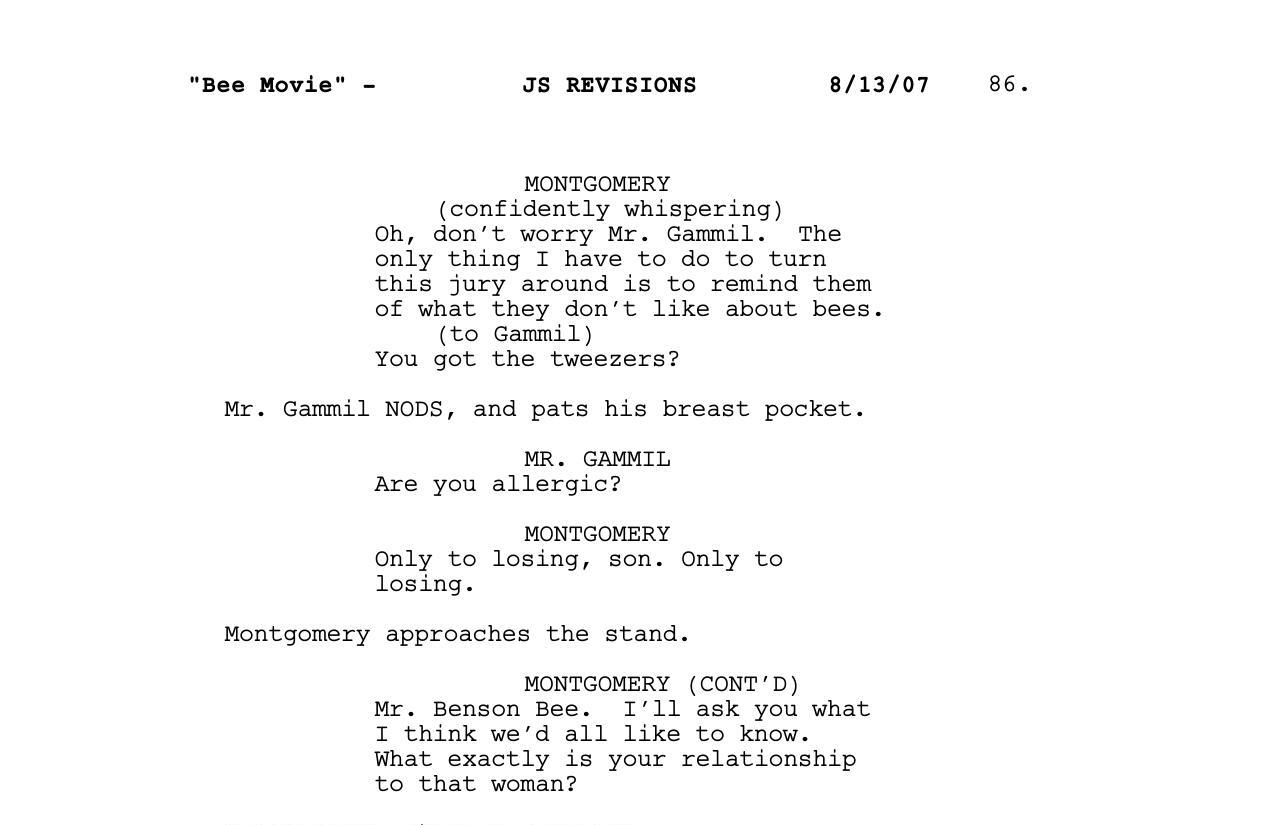 "Bee Movie" - JS REVISIONS 8/13/07 86.
MONTGOMERY
(confidently whispering)
Oh, don't worry Mr. Gammil.  The
only thing I have to do to turn
this jury around is to remind them
of what they don't like about bees.
(to Gammil)
You got the tweezers?
Mr. Gammil NODS, and pats his breast pocket.
MR. GAMMIL
Are you allergic?
MONTGOMERY
Only to losing, son. Only to
losing.
Montgomery approaches the stand.
MONTGOMERY (CONT'D)
Mr. Benson Bee.  I'll ask you what
I think we'd all like to know.
What exactly is your relationship
to that woman?